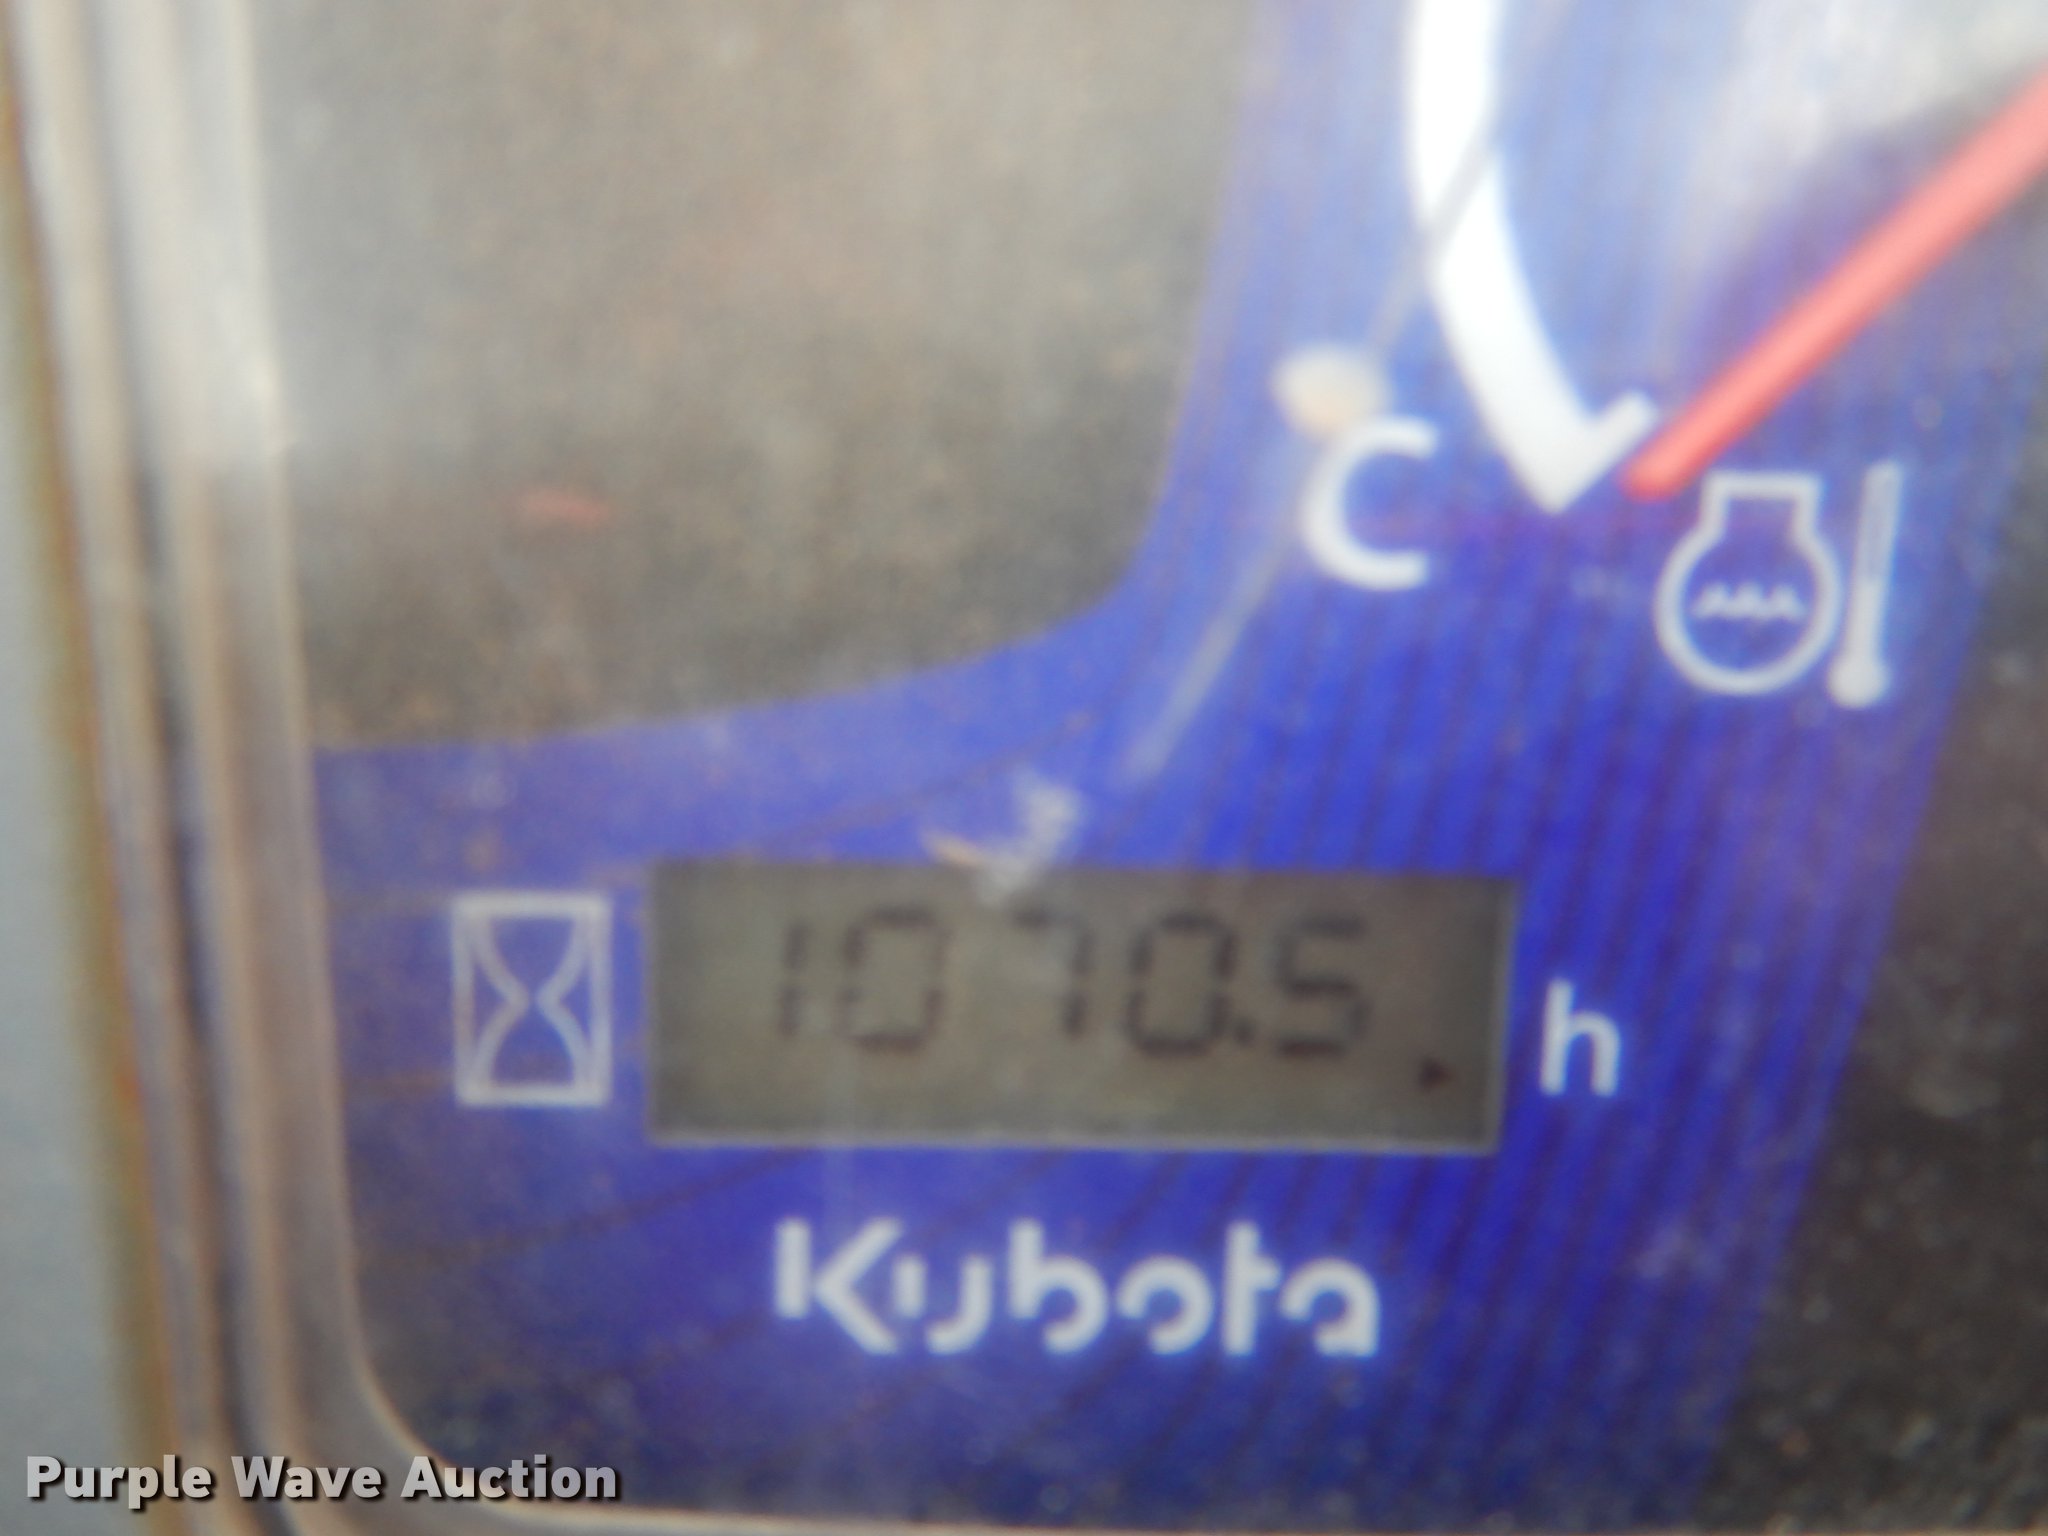 C
1070.5 h
Kubota
Purple Wave Auction